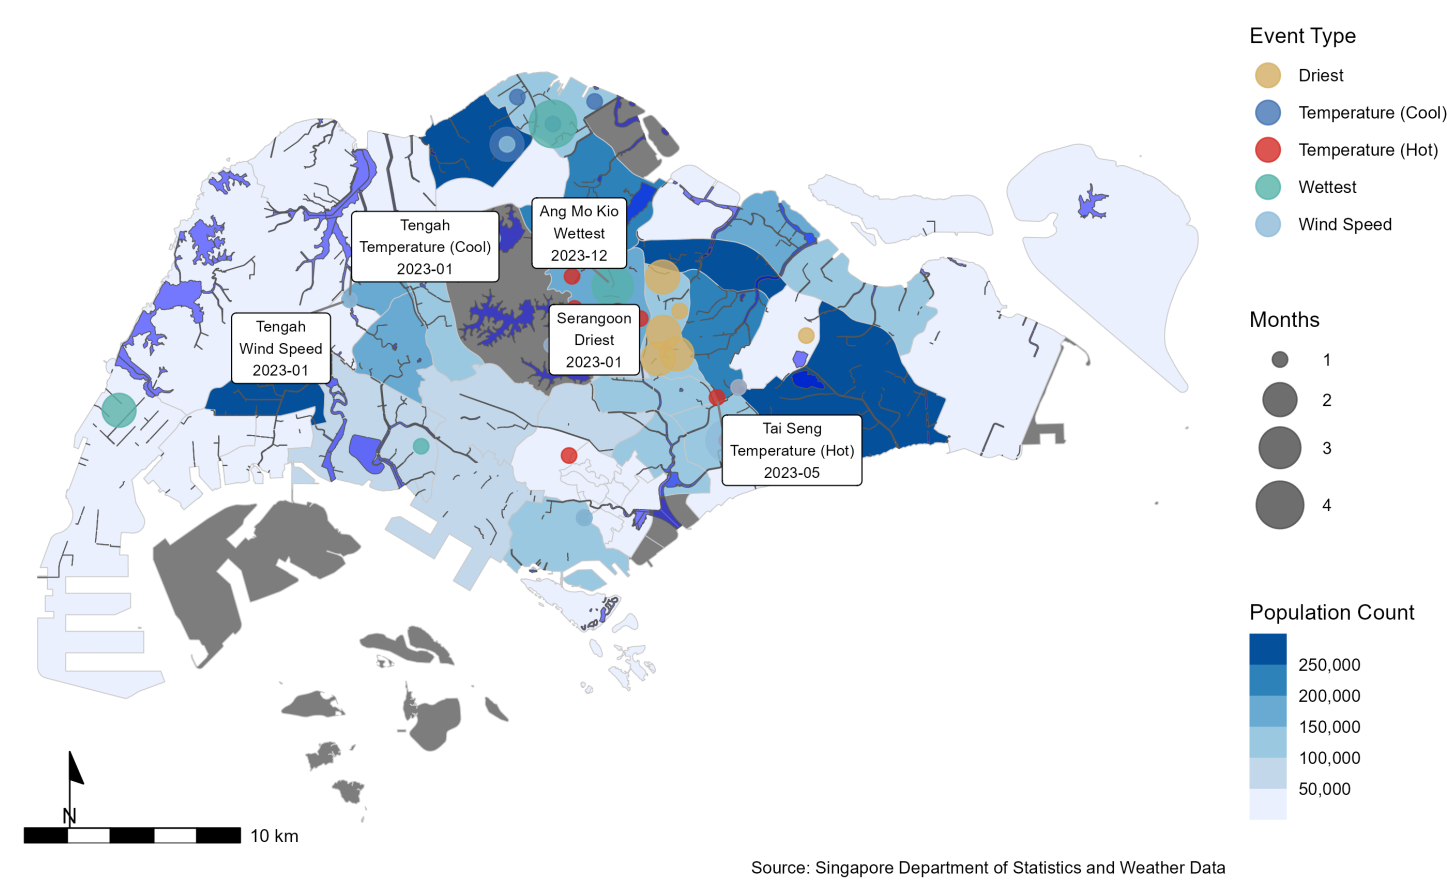 Event Type
Driest
Temperature (Cool)
Temperature (Hot)
Wettest
Wind Speed
Ang Mo Kio
Wettest
2023-12
Tengah
Temperature (Cool)
2023-01
Serangoon
Driest
2023-01
Tengah
Wind Speed
2023-01
Tai Seng
Temperature (Hot)
2023-05
Months
1
2
3
4
Population Count
250,000
200,000
150,000
100,000
50,000
N
10 km
Source: Singapore Department of Statistics and Weather Data